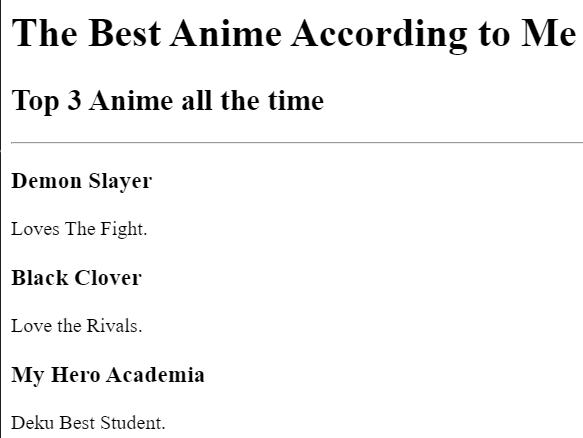 The Best Anime According to Me
Top 3 Anime all the time
Demon Slayer
Loves The Fight.
Black Clover
Love the Rivals.
My Hero Academia
Deku Best Student.